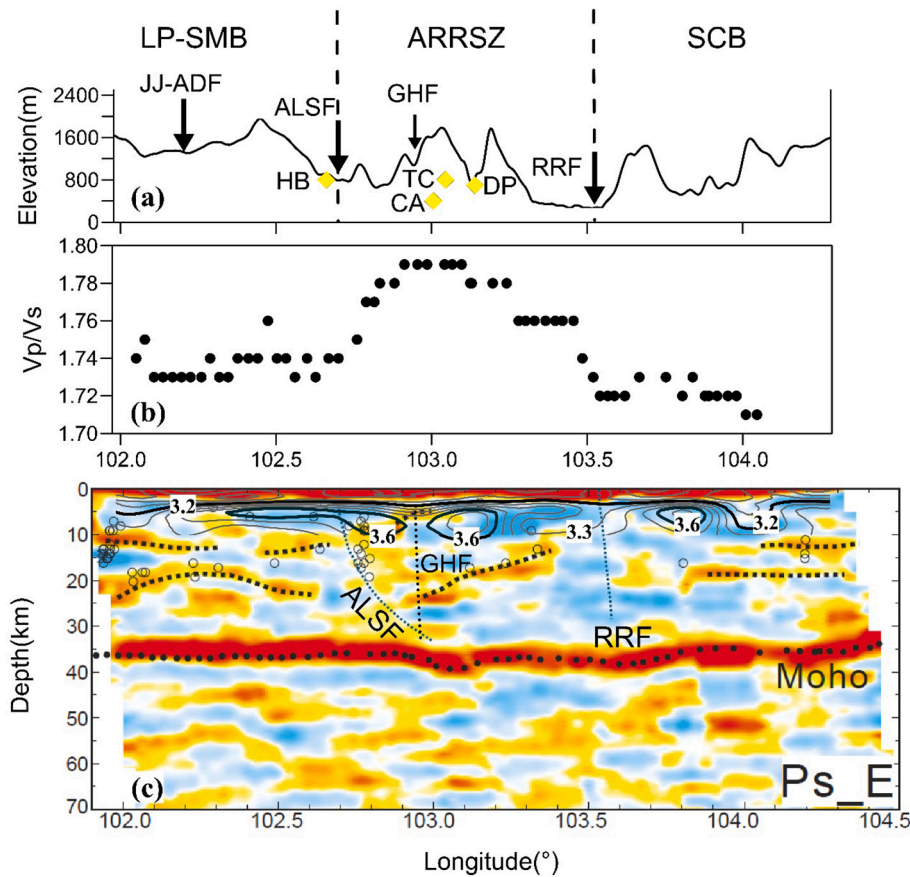 LP-SMB ARRSZ SCB
JJ-ADF
2400
ALSF GHF
1600
RRF
HB TC DP
800
CA
0
Elevation(m)
(a)
1.80
1.78
1.76
1.74
1.72
1.70
Vp/Vs
(b)
102.0 102.5 103.0 103.5 104.0
0
3.2 3.6 3.6 3.3 3.6 3.2
10
GHF
20
ALSF
30
RRF
40
Moho
50
60
70
Depth(km)
(c)
Ps_E
102.0 102.5 103.0 103.5 104.0 104.5
Longitude(°)